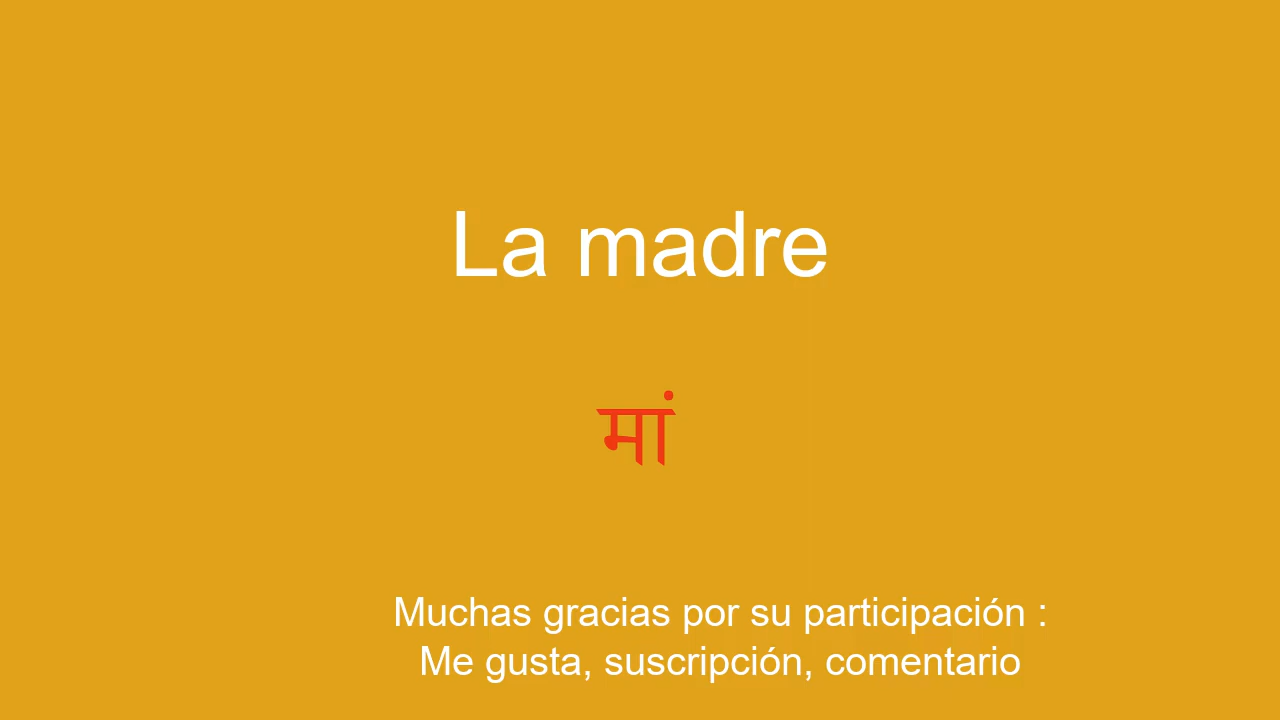 La madre
मां
Muchas gracias por su participación :
Me gusta, suscripción, comentario